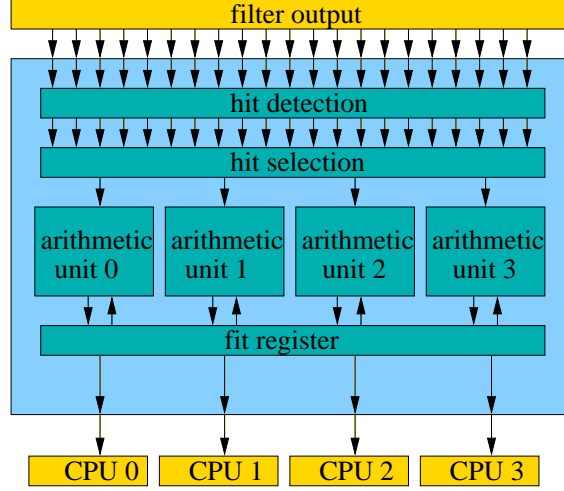 filter output
hit detection
hit selection
arithmetic
unit 0
arithmetic
unit 1
arithmetic
unit 2
arithmetic
unit 3
fit register
CPU 0
CPU 1
CPU 2
CPU 3